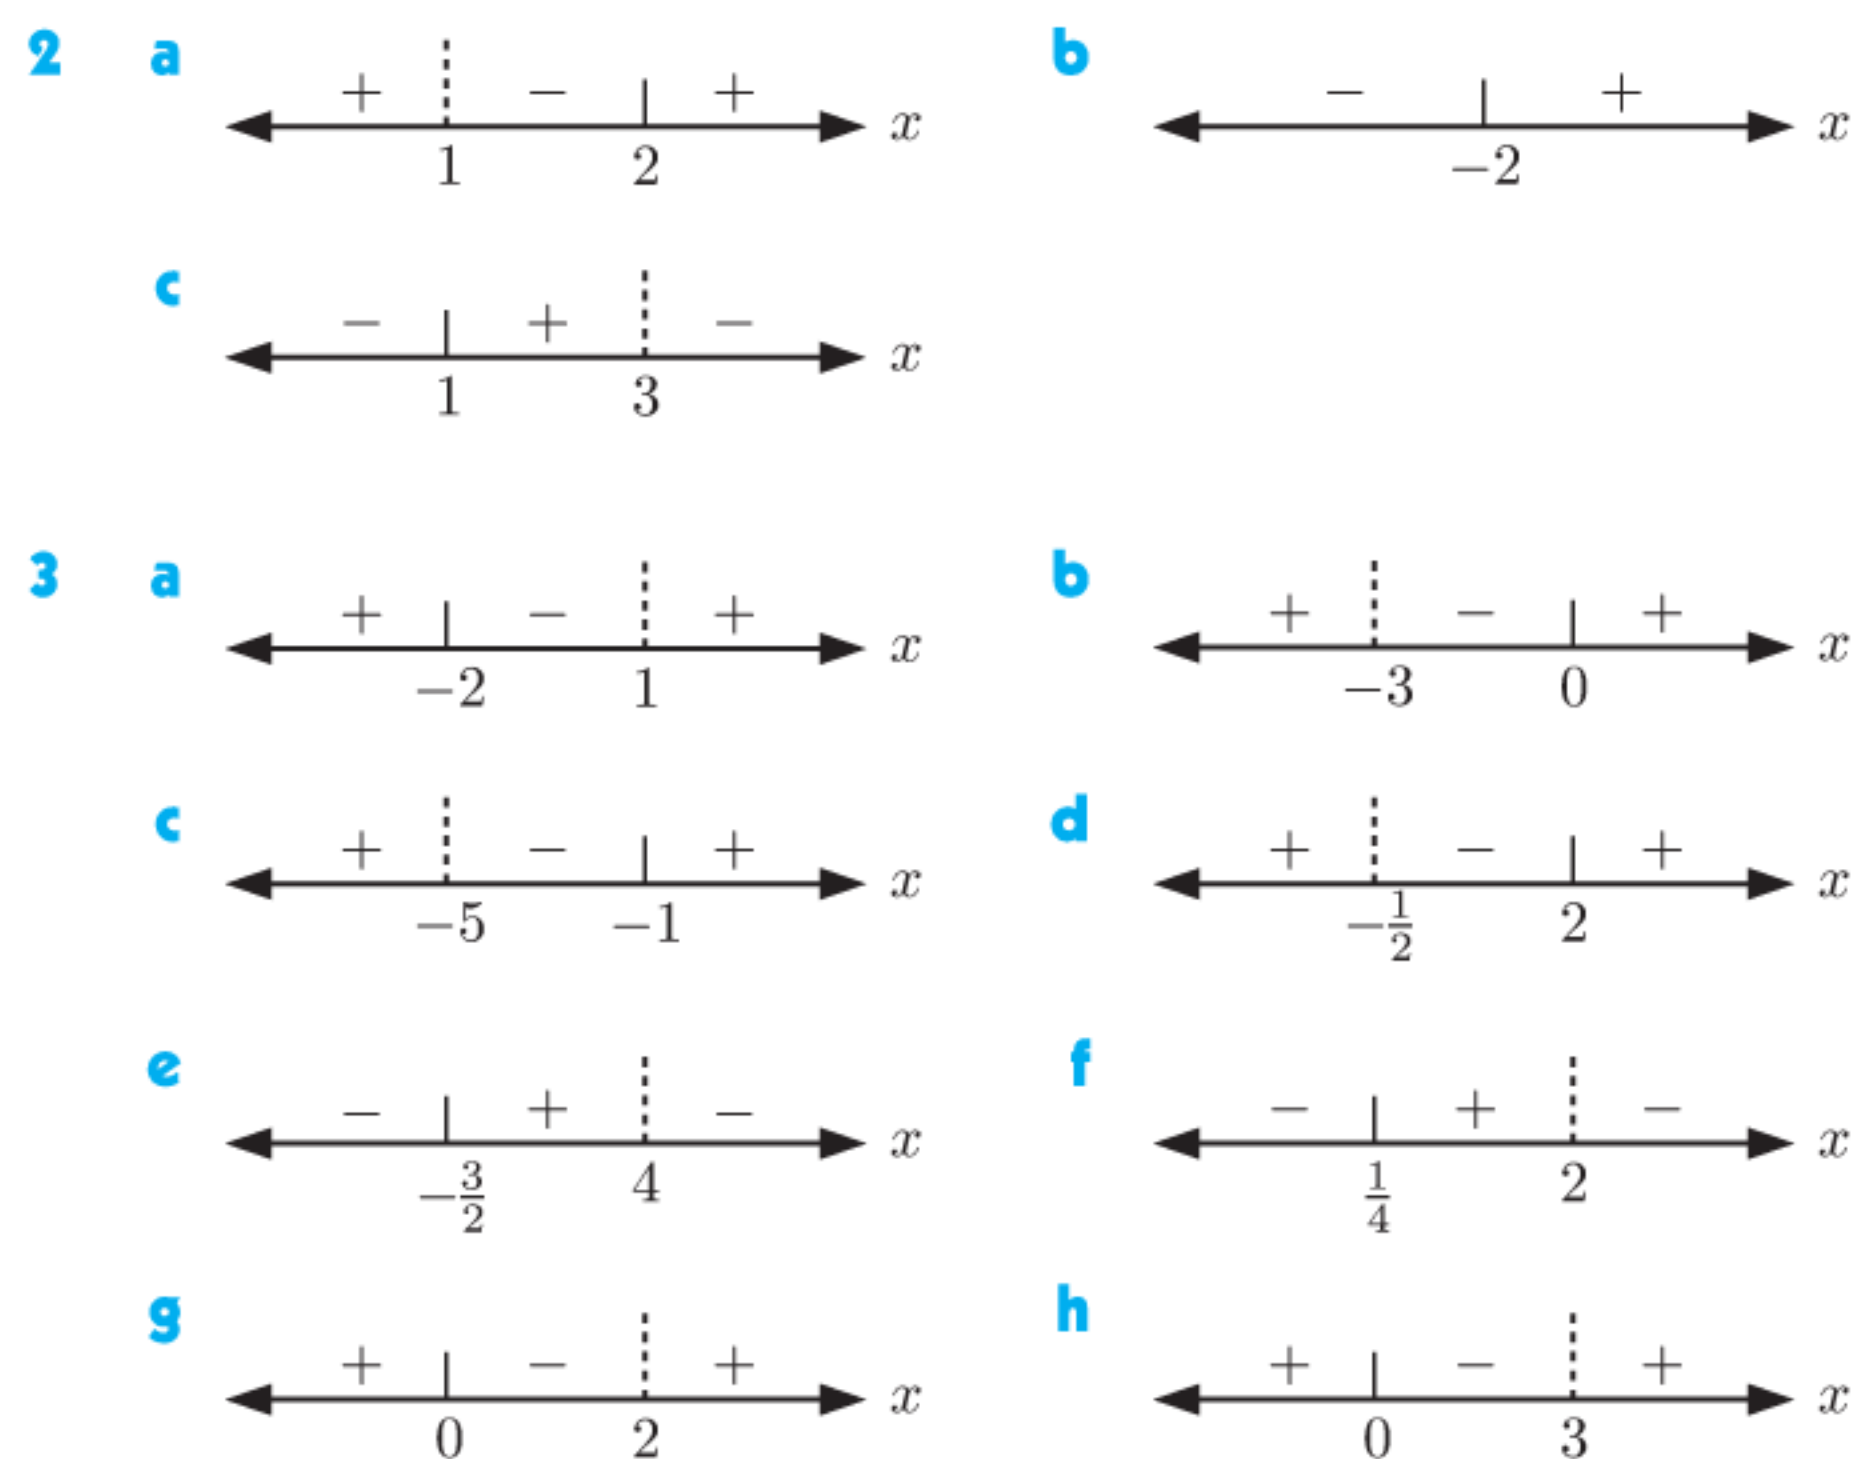 2 a + − + x b − + x
1 2 −2
c − + − x
1 3
3 a + − + x b + − + x
−2 1 −3 0
c + − + x d + − + x
−5 −1 −1/2 2
e − + − x f − + − x
−3/2 4 1/4 2
g + − + x h + − + x
0 2 0 3